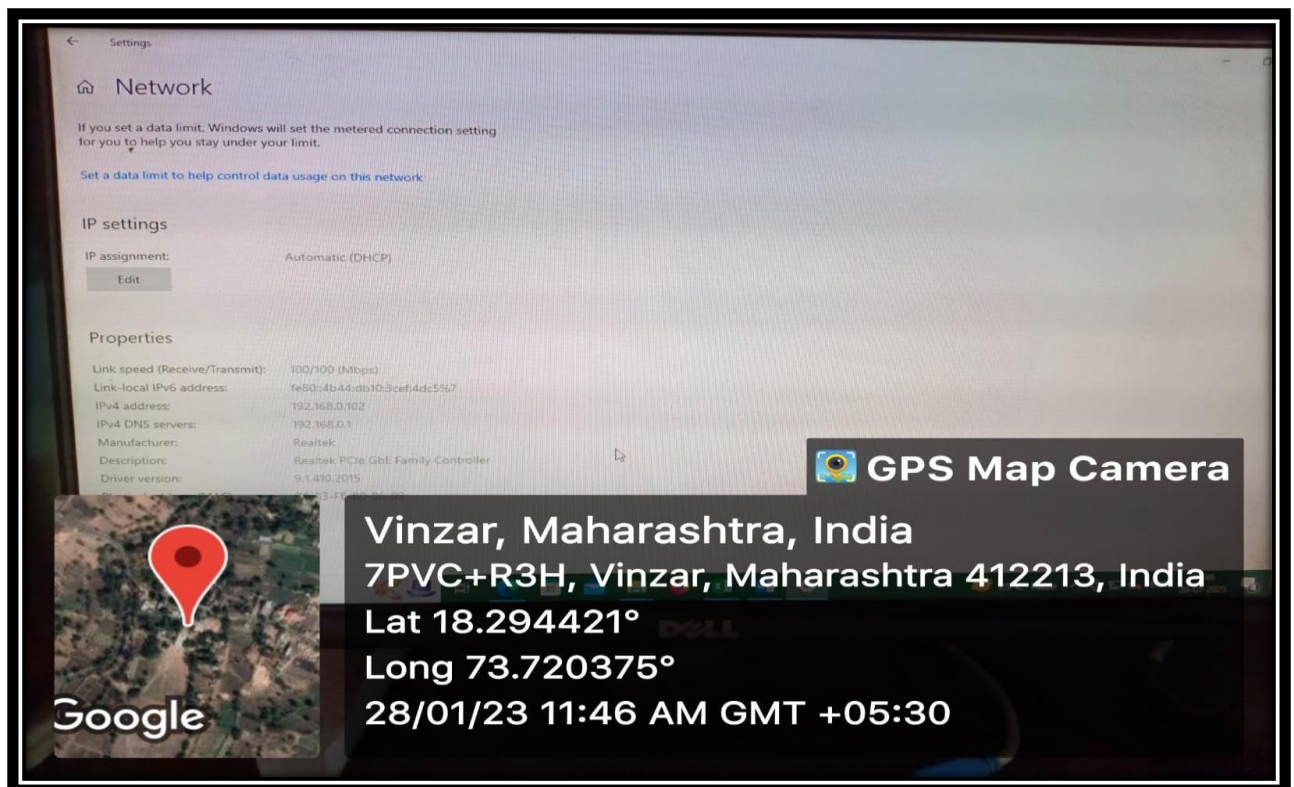 Settings
Network
If you set a data limit, Windows will set the metered connection setting
for you to help you stay under your limit.
Set a data limit to help control data usage on this network
IP settings
IP assignment: Automatic (DHCP)
Edit
Properties
Link speed (Receive/Transmit): 100/100 (Mbps)
Link-local IPv6 address: fe80::4b44:db10:3cef:4dc5%7
IPv4 address: 192.168.0.102
IPv4 DNS servers: 192.168.0.1
Manufacturer: Realtek
Description: Realtek PCIe GbE Family Controller
Driver version: 9.1.410.2015
GPS Map Camera
Vinzar, Maharashtra, India
7PVC+R3H, Vinzar, Maharashtra 412213, India
Lat 18.294421°
Long 73.720375°
28/01/23 11:46 AM GMT +05:30
Google
DELL